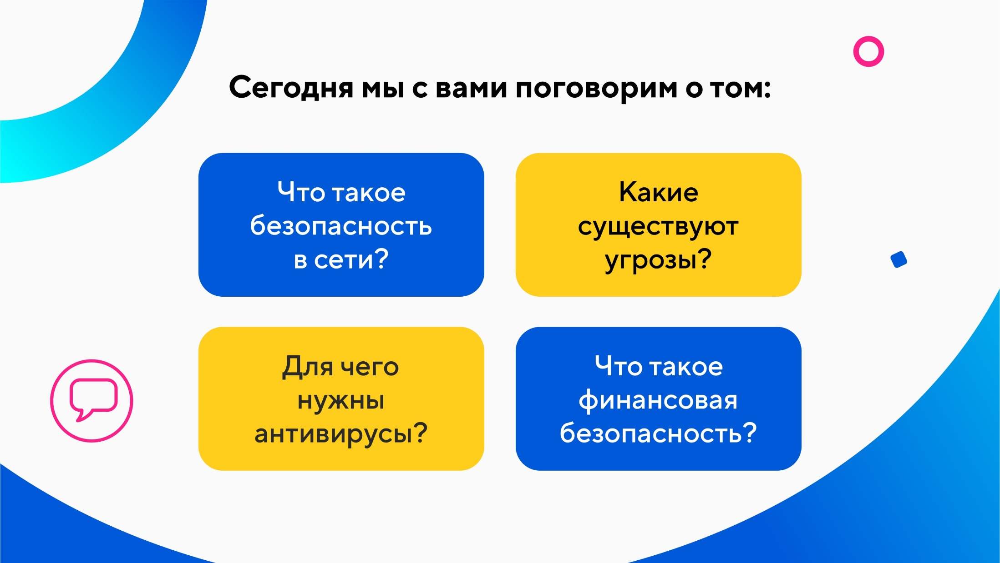 Сегодня мы с вами поговорим о том:
Что такое
безопасность
в сети?
Какие
существуют
угрозы?
Для чего
нужны
антивирусы?
Что такое
финансовая
безопасность?